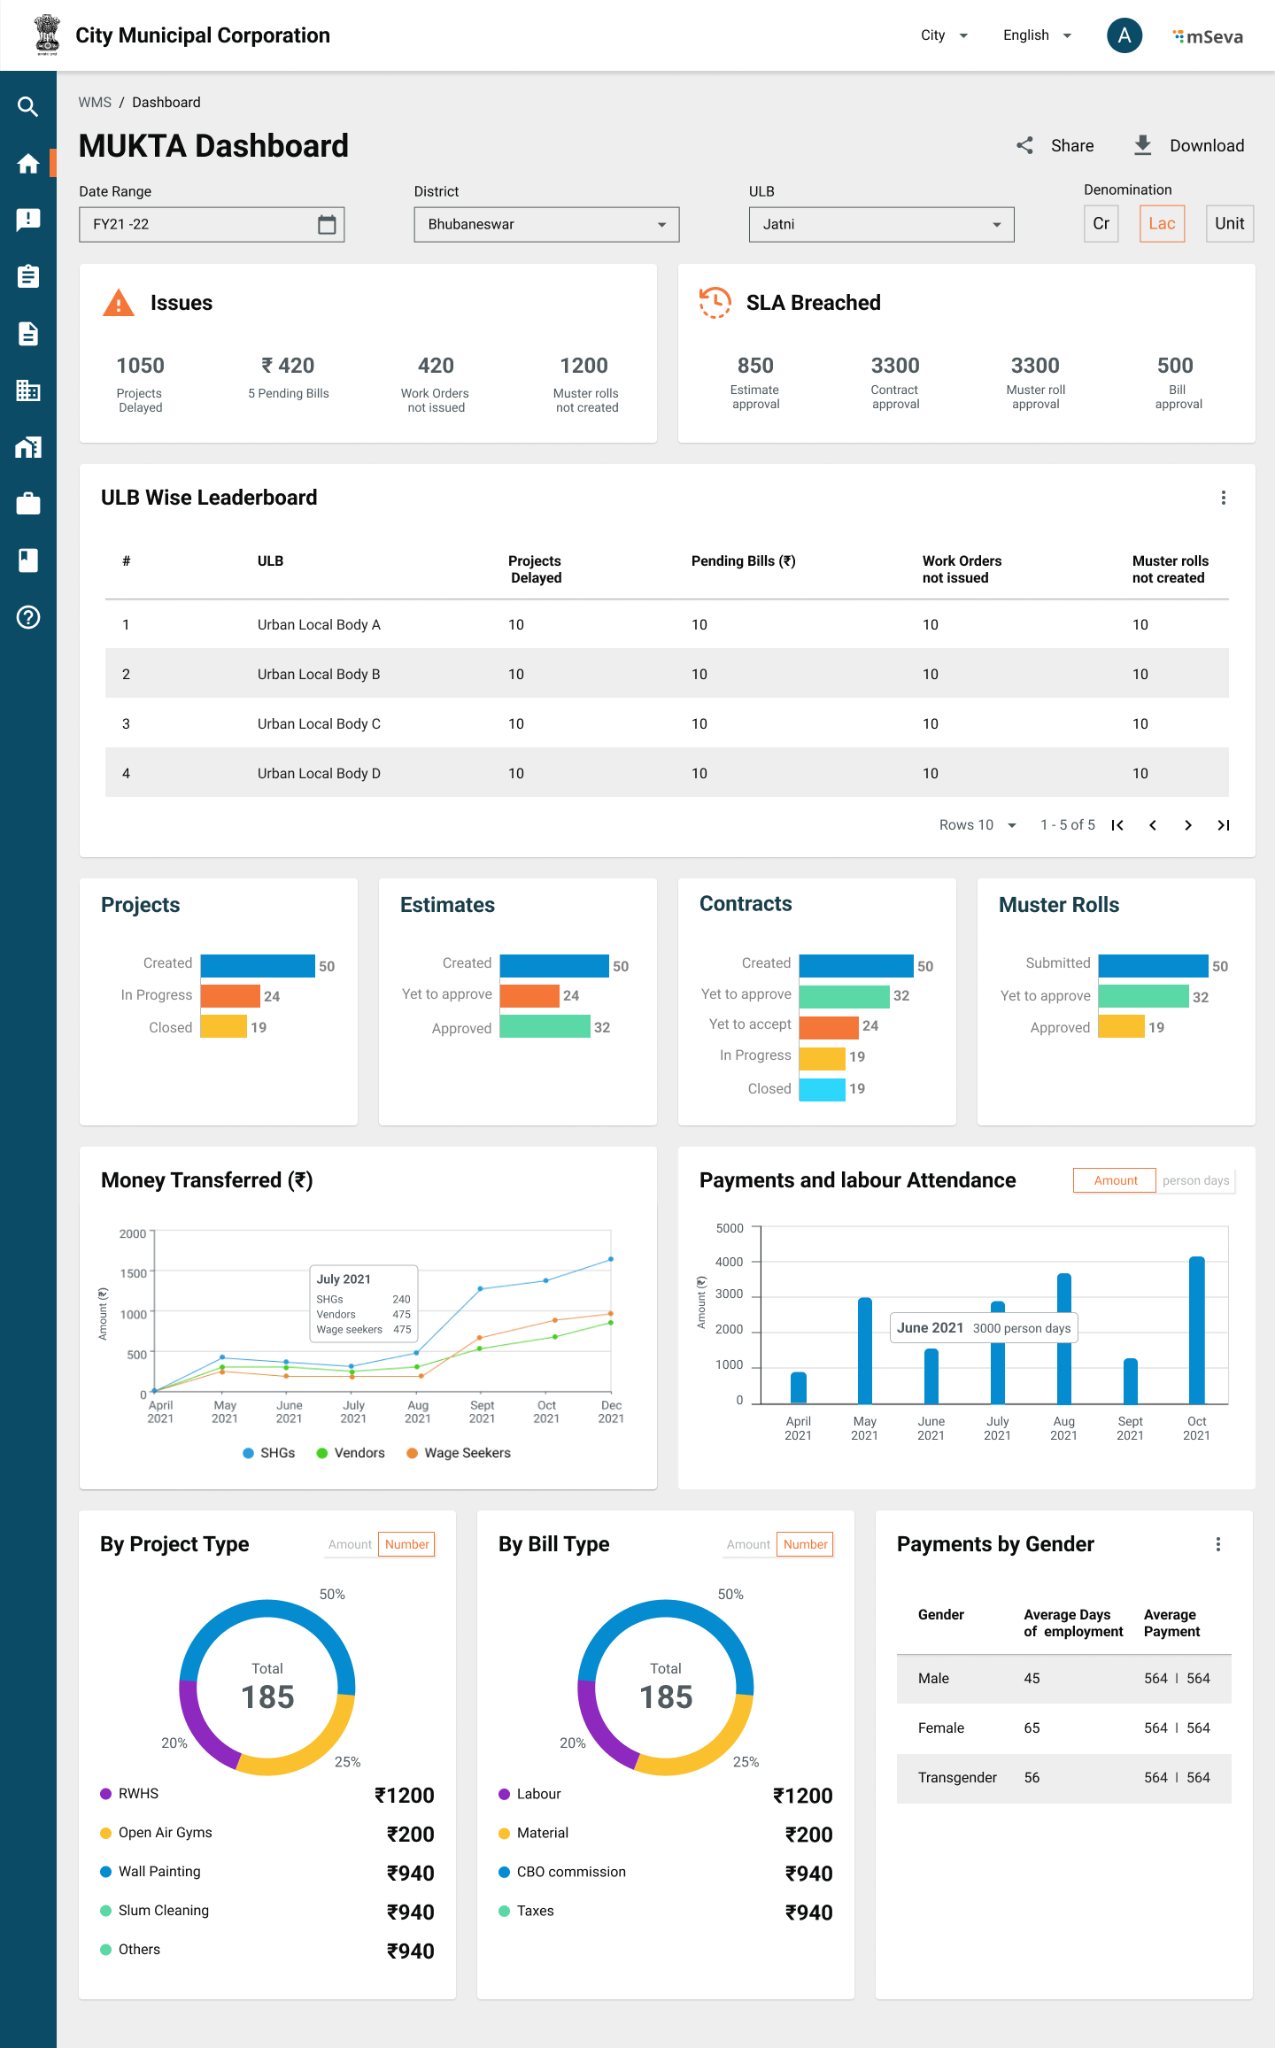 City Municipal Corporation
City
English
A
mSeva
WMS / Dashboard
MUKTA Dashboard
Share
Download
Date Range
District
ULB
Denomination
FY21 -22
Bhubaneswar
Jatni
Cr
Lac
Unit
Issues
1050
Projects
Delayed
₹ 420
5 Pending Bills
420
Work Orders
not issued
1200
Muster rolls
not created
SLA Breached
850
Estimate
approval
3300
Contract
approval
3300
Muster roll
approval
500
Bill
approval
ULB Wise Leaderboard
#
ULB
Projects
Delayed
Pending Bills (₹)
Work Orders
not issued
Muster rolls
not created
1 Urban Local Body A 10 10 10 10
2 Urban Local Body B 10 10 10 10
3 Urban Local Body C 10 10 10 10
4 Urban Local Body D 10 10 10 10
Rows 10
1 - 5 of 5
Projects
Created 50
In Progress 24
Closed 19
Estimates
Created 50
Yet to approve 24
Approved 32
Contracts
Created 50
Yet to approve 32
Yet to accept 24
In Progress 19
Closed 19
Muster Rolls
Submitted 50
Yet to approve 32
Approved 19
Money Transferred (₹)
Amount (₹)
2000
1500
1000
500
0
July 2021
SHGs 240
Vendors 475
Wage seekers 475
April
2021
May
2021
June
2021
July
2021
Aug
2021
Sept
2021
Oct
2021
Dec
2021
SHGs
Vendors
Wage Seekers
Payments and labour Attendance
Amount
person days
Amount (₹)
5000
4000
3000
2000
1000
0
June 2021 3000 person days
April
2021
May
2021
June
2021
July
2021
Aug
2021
Sept
2021
Oct
2021
By Project Type
Amount
Number
50%
Total
185
20%
25%
RWHS ₹1200
Open Air Gyms ₹200
Wall Painting ₹940
Slum Cleaning ₹940
Others ₹940
By Bill Type
Amount
Number
50%
Total
185
20%
25%
Labour ₹1200
Material ₹200
CBO commission ₹940
Taxes ₹940
Payments by Gender
Gender
Average Days
of employment
Average
Payment
Male 45 564 | 564
Female 65 564 | 564
Transgender 56 564 | 564